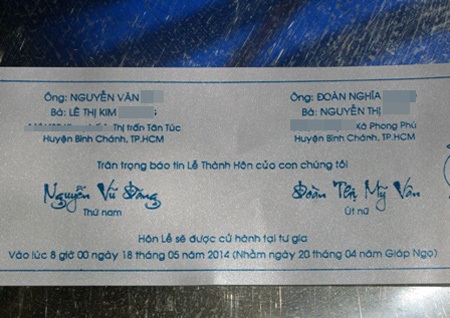 Ông: NGUYỄN VĂN
Bà: LÊ THỊ KIM
Thị trấn Tân Túc
Huyện Bình Chánh, TP.HCM
Ông: ĐOÀN NGHĨA
Bà: NGUYỄN THỊ
Xã Phong Phú
Huyện Bình Chánh, TP.HCM
Trân trọng báo tin Lễ Thành Hôn của con chúng tôi
Nguyễn Vũ Đăng
Thứ nam
Đoàn Thị Mỹ Vân
Út nữ
Hôn Lễ sẽ được cử hành tại tư gia
Vào lúc 8 giờ 00 ngày 18 tháng 05 năm 2014 (Nhằm ngày 20 tháng 04 năm Giáp Ngọ)